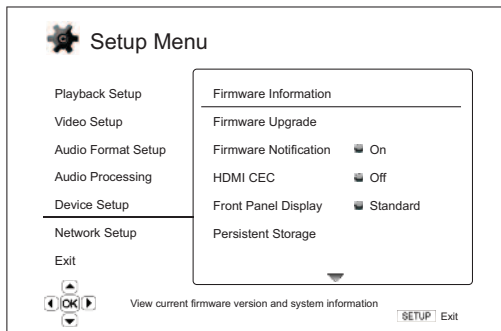 Setup Menu
Playback Setup
Video Setup
Audio Format Setup
Audio Processing
Device Setup
Network Setup
Exit
Firmware Information
Firmware Upgrade
Firmware Notification On
HDMI CEC Off
Front Panel Display Standard
Persistent Storage
OK
View current firmware version and system information
SETUP Exit